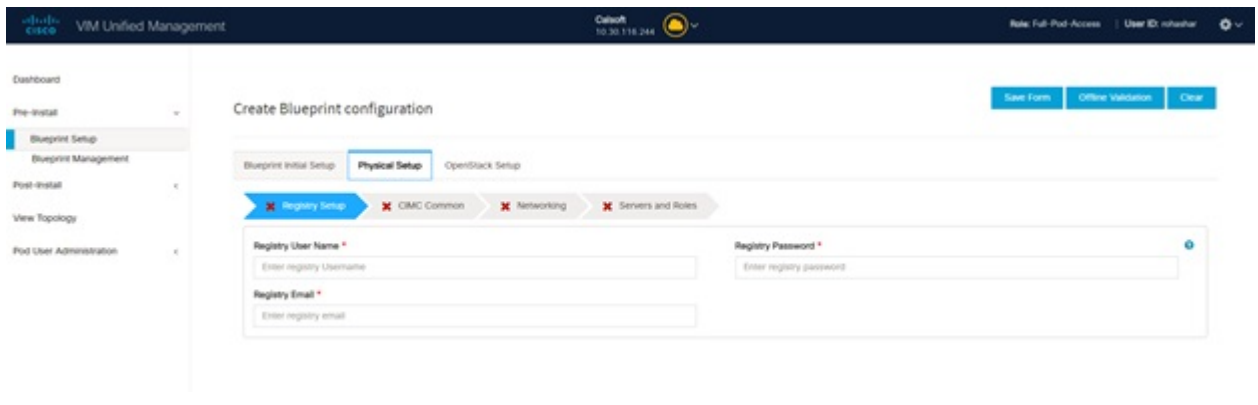 CISCO VIM Unified Management
Calsoft
10.30.118.244
Role: Full-Pod-Access | User ID: rohashar
Dashboard
Pre-Install
Blueprint Setup
Blueprint Management
Post-Install
View Topology
Pod User Administration
Create Blueprint configuration
Save Form
Offline Validation
Clear
Blueprint Initial Setup
Physical Setup
OpenStack Setup
Registry Setup
CIMC Common
Networking
Servers and Roles
Registry User Name *
Enter registry Username
Registry Password *
Enter registry password
Registry Email *
Enter registry email